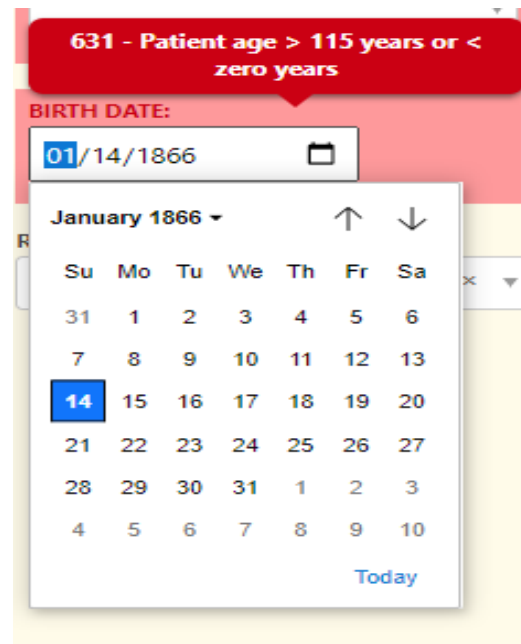 631 - Patient age > 115 years or <
zero years
BIRTH DATE:
01/14/1866
January 1866
Su Mo Tu We Th Fr Sa
31 1 2 3 4 5 6
7 8 9 10 11 12 13
14 15 16 17 18 19 20
21 22 23 24 25 26 27
28 29 30 31 1 2 3
4 5 6 7 8 9 10
Today